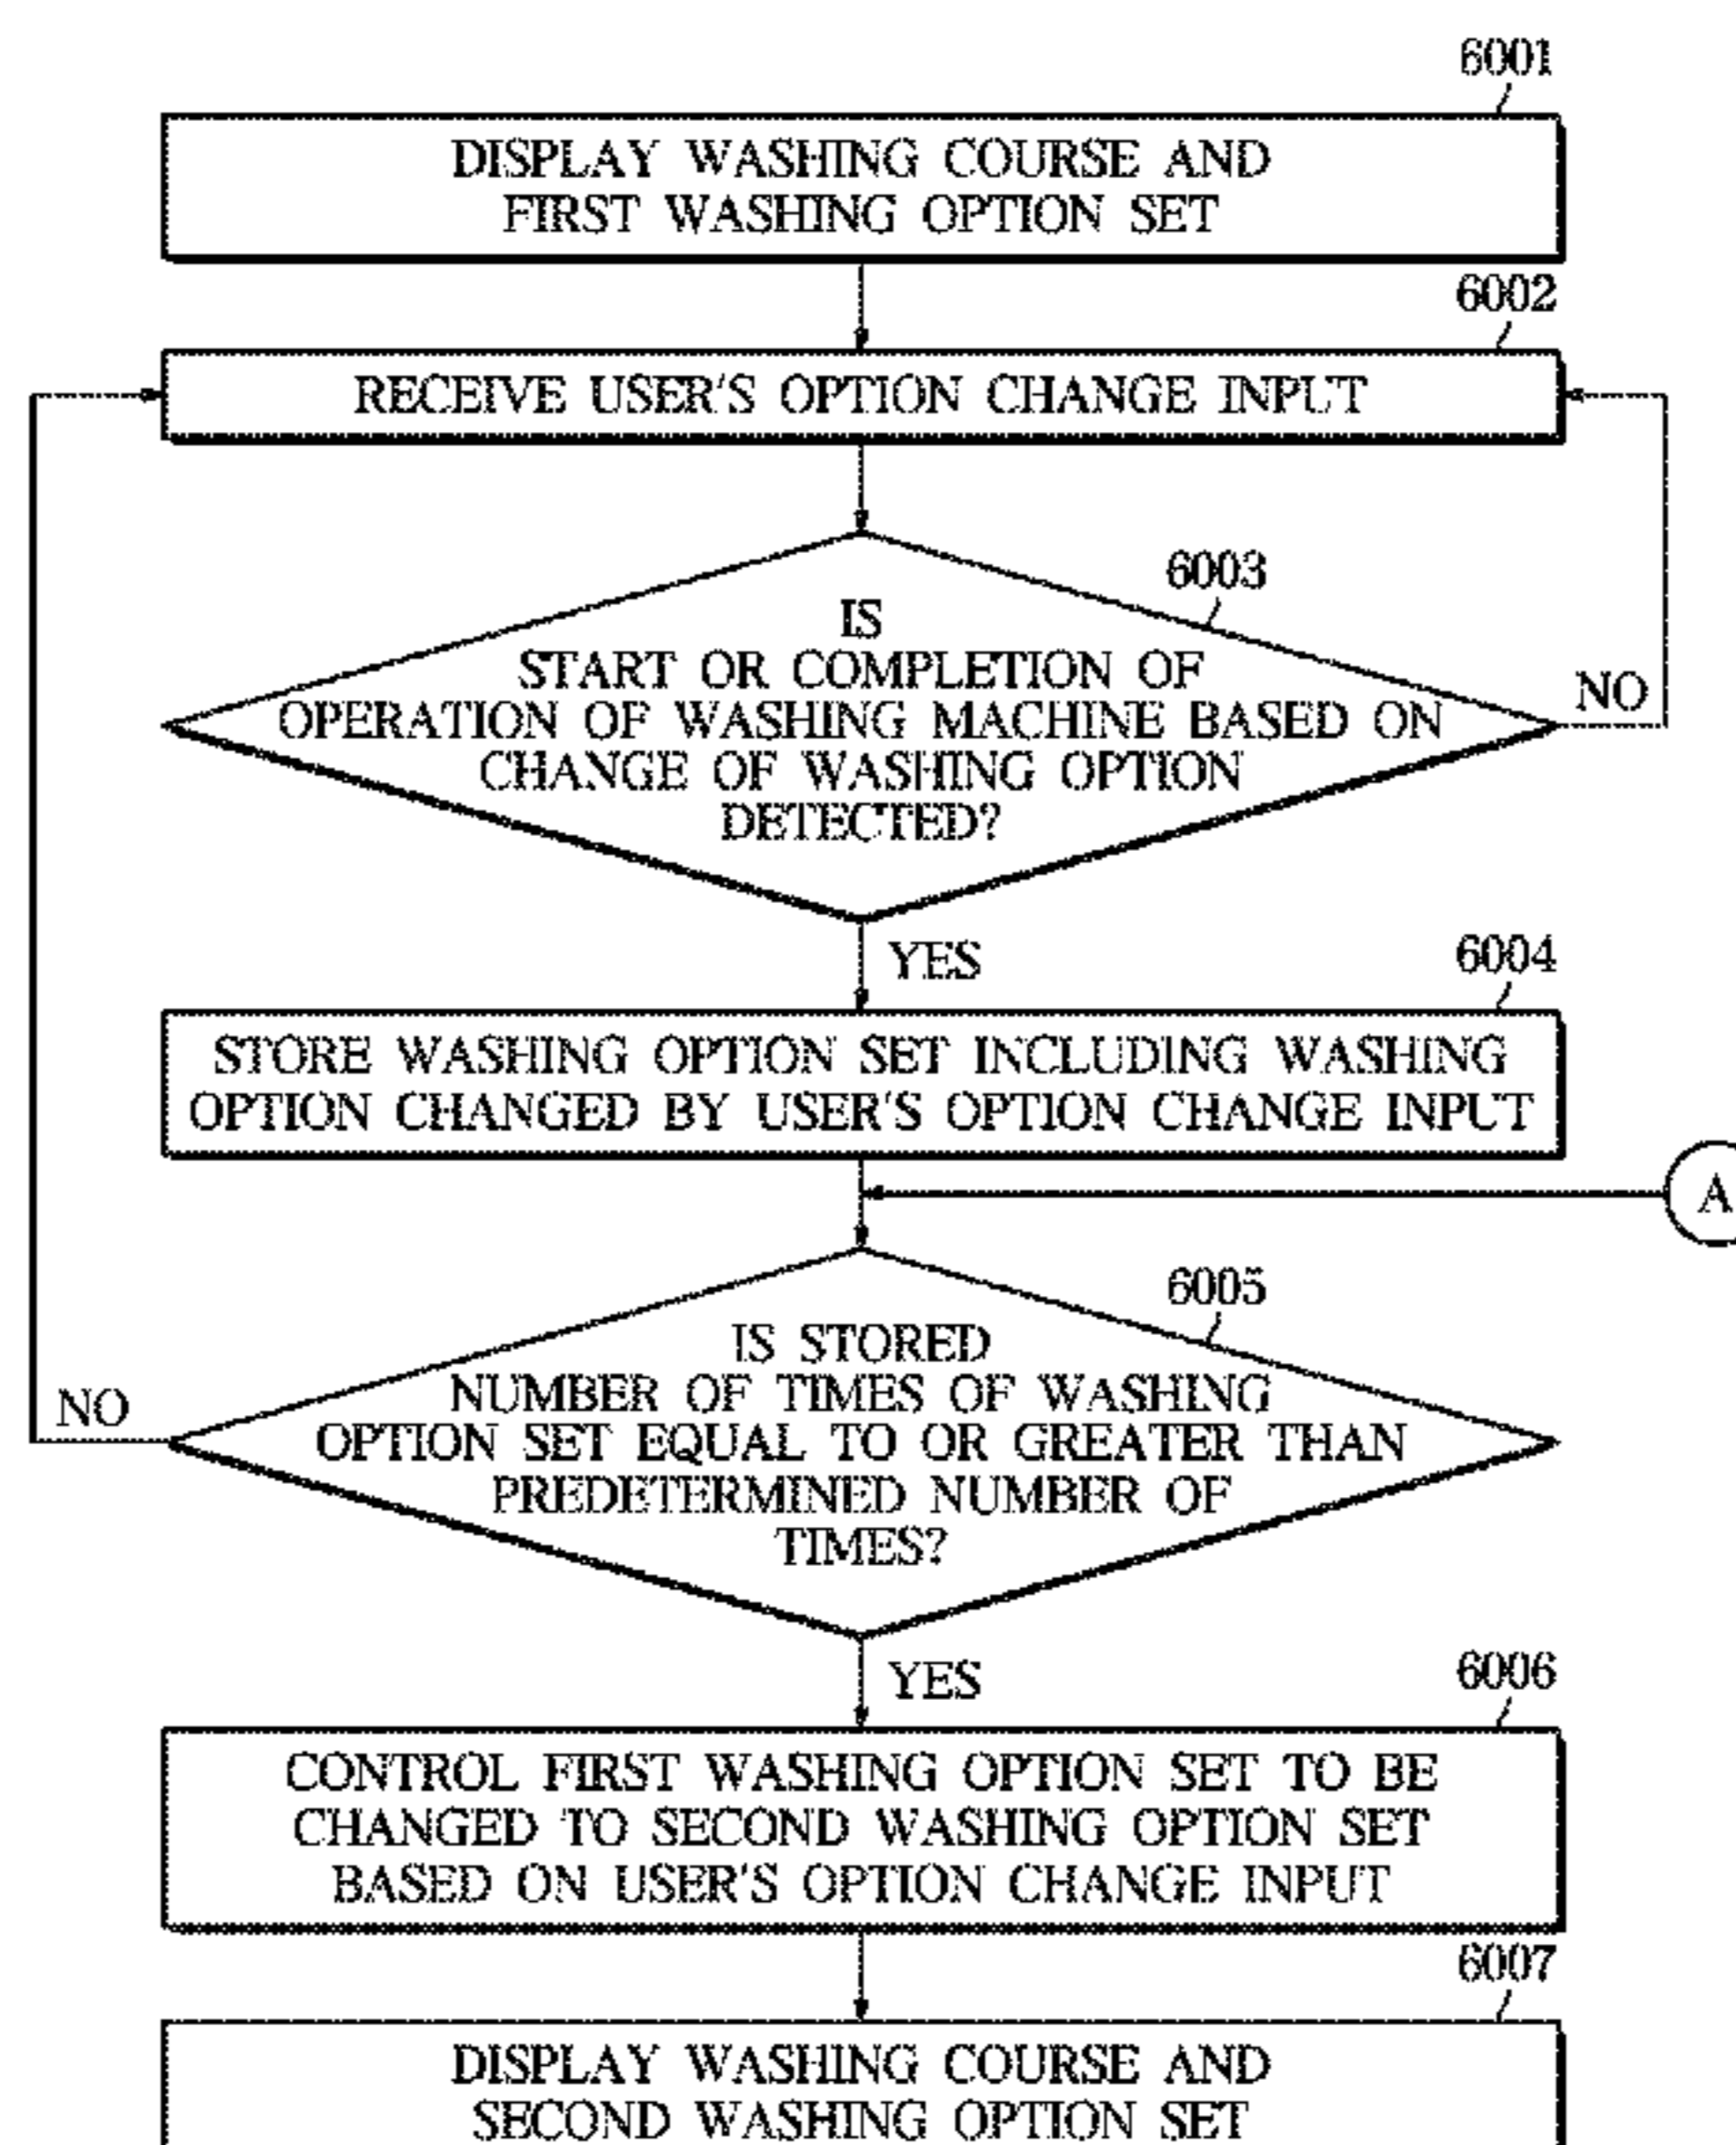 6001
DISPLAY WASHING COURSE AND
FIRST WASHING OPTION SET
6002
RECEIVE USER'S OPTION CHANGE INPUT
6003
IS
START OR COMPLETION OF
OPERATION OF WASHING MACHINE BASED ON
CHANGE OF WASHING OPTION
DETECTED?
NO
YES
6004
STORE WASHING OPTION SET INCLUDING WASHING
OPTION CHANGED BY USER'S OPTION CHANGE INPUT
A
6005
IS STORED
NUMBER OF TIMES OF WASHING
OPTION SET EQUAL TO OR GREATER THAN
PREDETERMINED NUMBER OF
TIMES?
NO
YES
6006
CONTROL FIRST WASHING OPTION SET TO BE
CHANGED TO SECOND WASHING OPTION SET
BASED ON USER'S OPTION CHANGE INPUT
6007
DISPLAY WASHING COURSE AND
SECOND WASHING OPTION SET